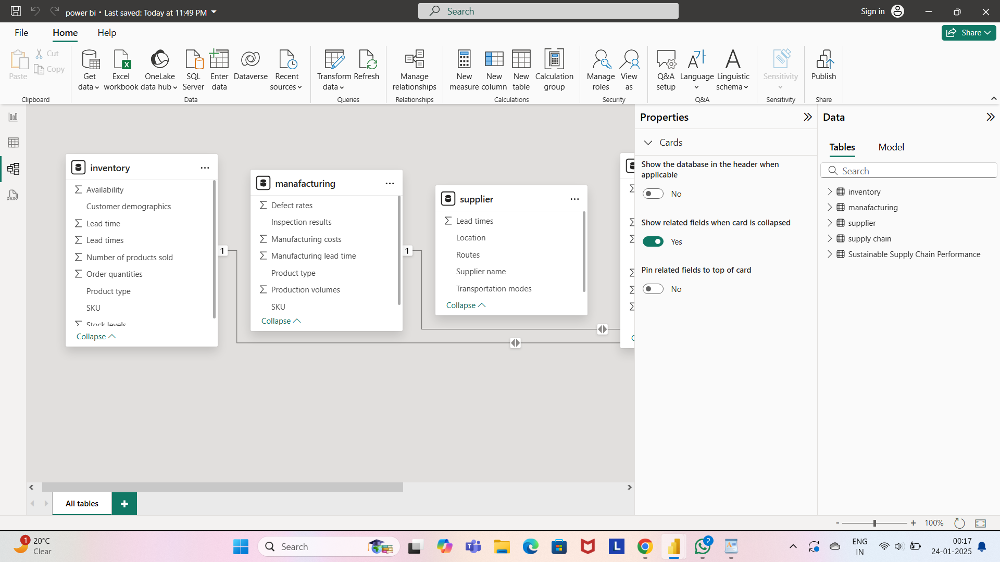 power bi • Last saved: Today at 11:49 PM
Search
Sign in
File
Home
Help
Share
Paste
Cut
Copy
Clipboard
Get data
Excel workbook
OneLake data hub
SQL Server
Enter data
Dataverse
Recent sources
Data
Transform data
Refresh
Queries
Manage relationships
Relationships
New measure
New column
New table
Calculation group
Calculations
Manage roles
View as
Security
Q&A setup
Language
Linguistic schema
Q&A
Sensitivity
Sensitivity
Publish
Share
DAX
inventory
Availability
Customer demographics
Lead time
Lead times
Number of products sold
Order quantities
Product type
SKU
Stock levels
Collapse
1
manafacturing
Defect rates
Inspection results
Manufacturing costs
Manufacturing lead time
Product type
Production volumes
SKU
Collapse
1
supplier
Lead times
Location
Routes
Supplier name
Transportation modes
Collapse
Properties
Cards
Show the database in the header when
applicable
No
Show related fields when card is collapsed
Yes
Pin related fields to top of card
No
Data
Tables
Model
Search
inventory
manafacturing
supplier
supply chain
Sustainable Supply Chain Performance
All tables
+
- + 100%
1
20°C
Clear
Search
L
2
ENG
IN
00:17
24-01-2025